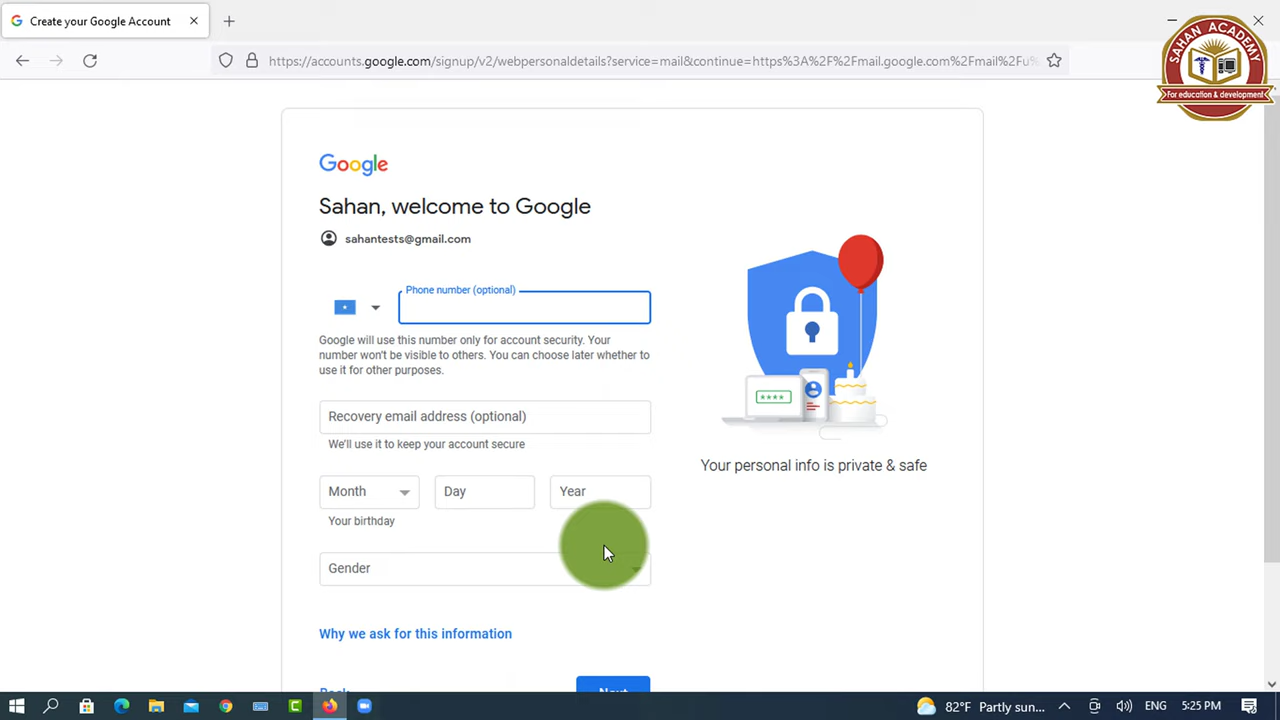 Create your Google Account
https://accounts.google.com/signup/v2/webpersonaldetails?service=mail&continue=https%3A%2F%2Fmail.google.com%2Fmail%2Fu%
SAHAN ACADEMY
For education & development
Google
Sahan, welcome to Google
sahantests@gmail.com
Phone number (optional)
Google will use this number only for account security. Your
number won't be visible to others. You can choose later whether to
use it for other purposes.
Recovery email address (optional)
We'll use it to keep your account secure
Month
Day
Year
Your birthday
Gender
Why we ask for this information
Back
Next
****
Your personal info is private & safe
82°F Partly sun...
ENG
5:25 PM